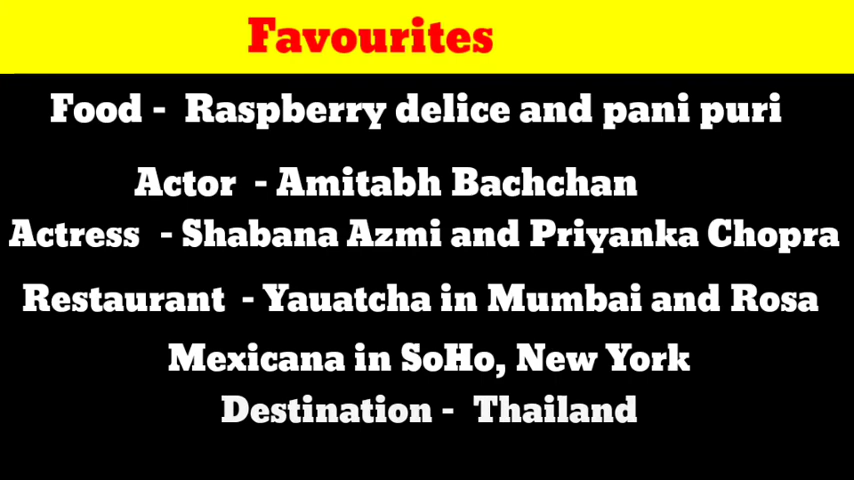 Favourites
Food - Raspberry delice and pani puri
Actor - Amitabh Bachchan
Actress - Shabana Azmi and Priyanka Chopra
Restaurant - Yauatcha in Mumbai and Rosa
Mexicana in SoHo, New York
Destination - Thailand